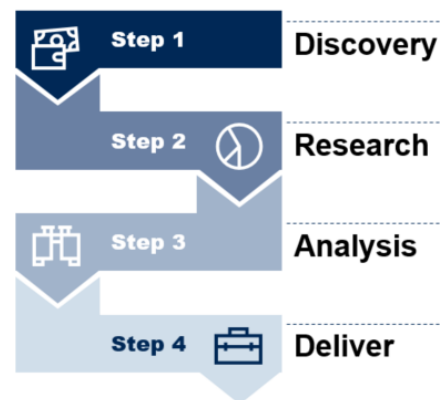 Step 1
Discovery
Step 2
Research
Step 3
Analysis
Step 4
Deliver